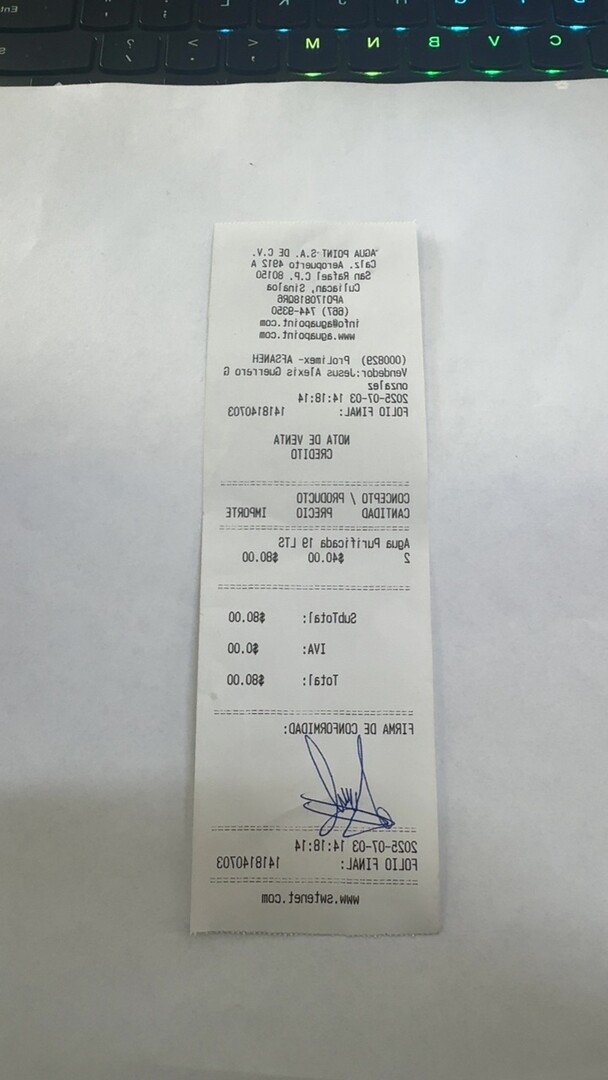 "AGUA POINT" S.A. DE C.V.
Calz. Aeropuerto 4912 A
San Rafael C.P. 80150
Culiacan, Sinaloa
APO170818QR6
(667) 744-9350
info@aguapoint.com
www.aguapoint.com
(000829) ProLimex- AFSANEH
Vendedor:Jesus Alexis Guerrero G
onzalez
2025-07-03 14:18:14
FOLIO FINAL: 1418140703
NOTA DE VENTA
CREDITO
CONCEPTO / PRODUCTO
CANTIDAD PRECIO IMPORTE
Agua Purificada 19 LTS
2 $40.00 $80.00
SubTotal: $80.00
IVA: $0.00
Total: $80.00
FIRMA DE CONFORMIDAD:
2025-07-03 14:18:14
FOLIO FINAL: 1418140703
www.swtenet.com